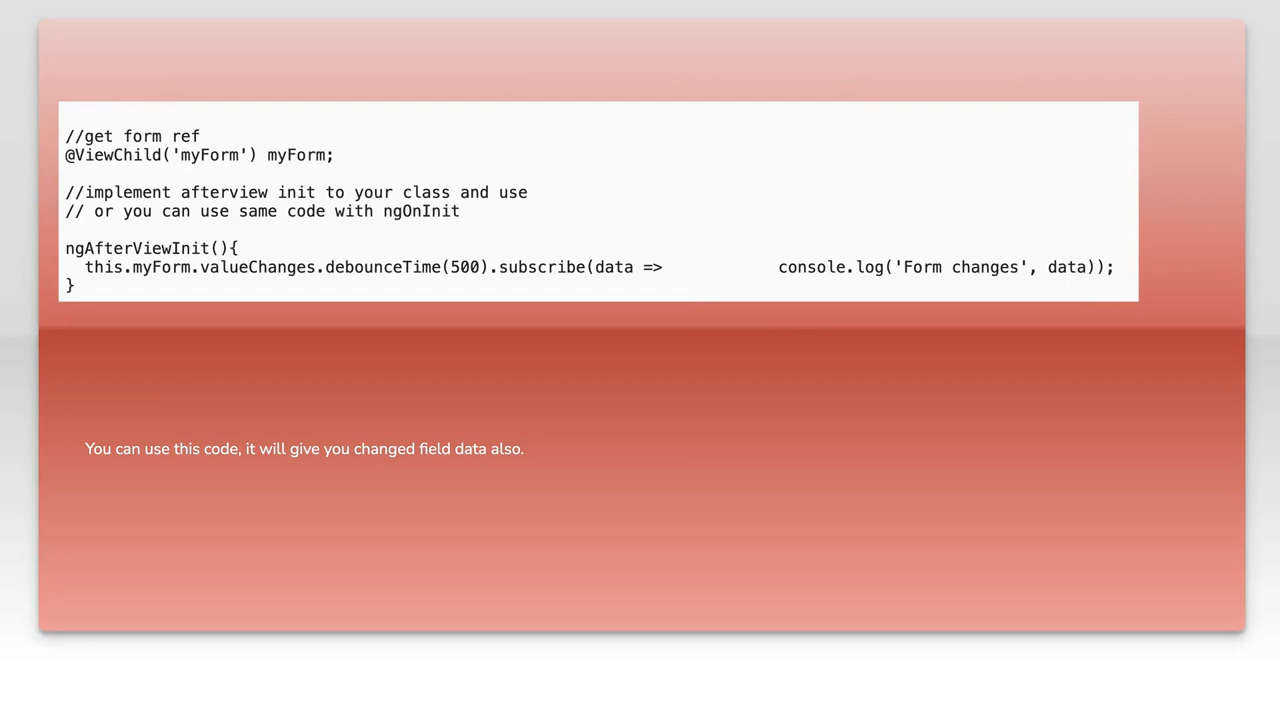 //get form ref
@ViewChild('myForm') myForm;
//implement afterview init to your class and use
// or you can use same code with ngOnInit
ngAfterViewInit(){
  this.myForm.valueChanges.debounceTime(500).subscribe(data =>            console.log('Form changes', data));
}
You can use this code, it will give you changed field data also.